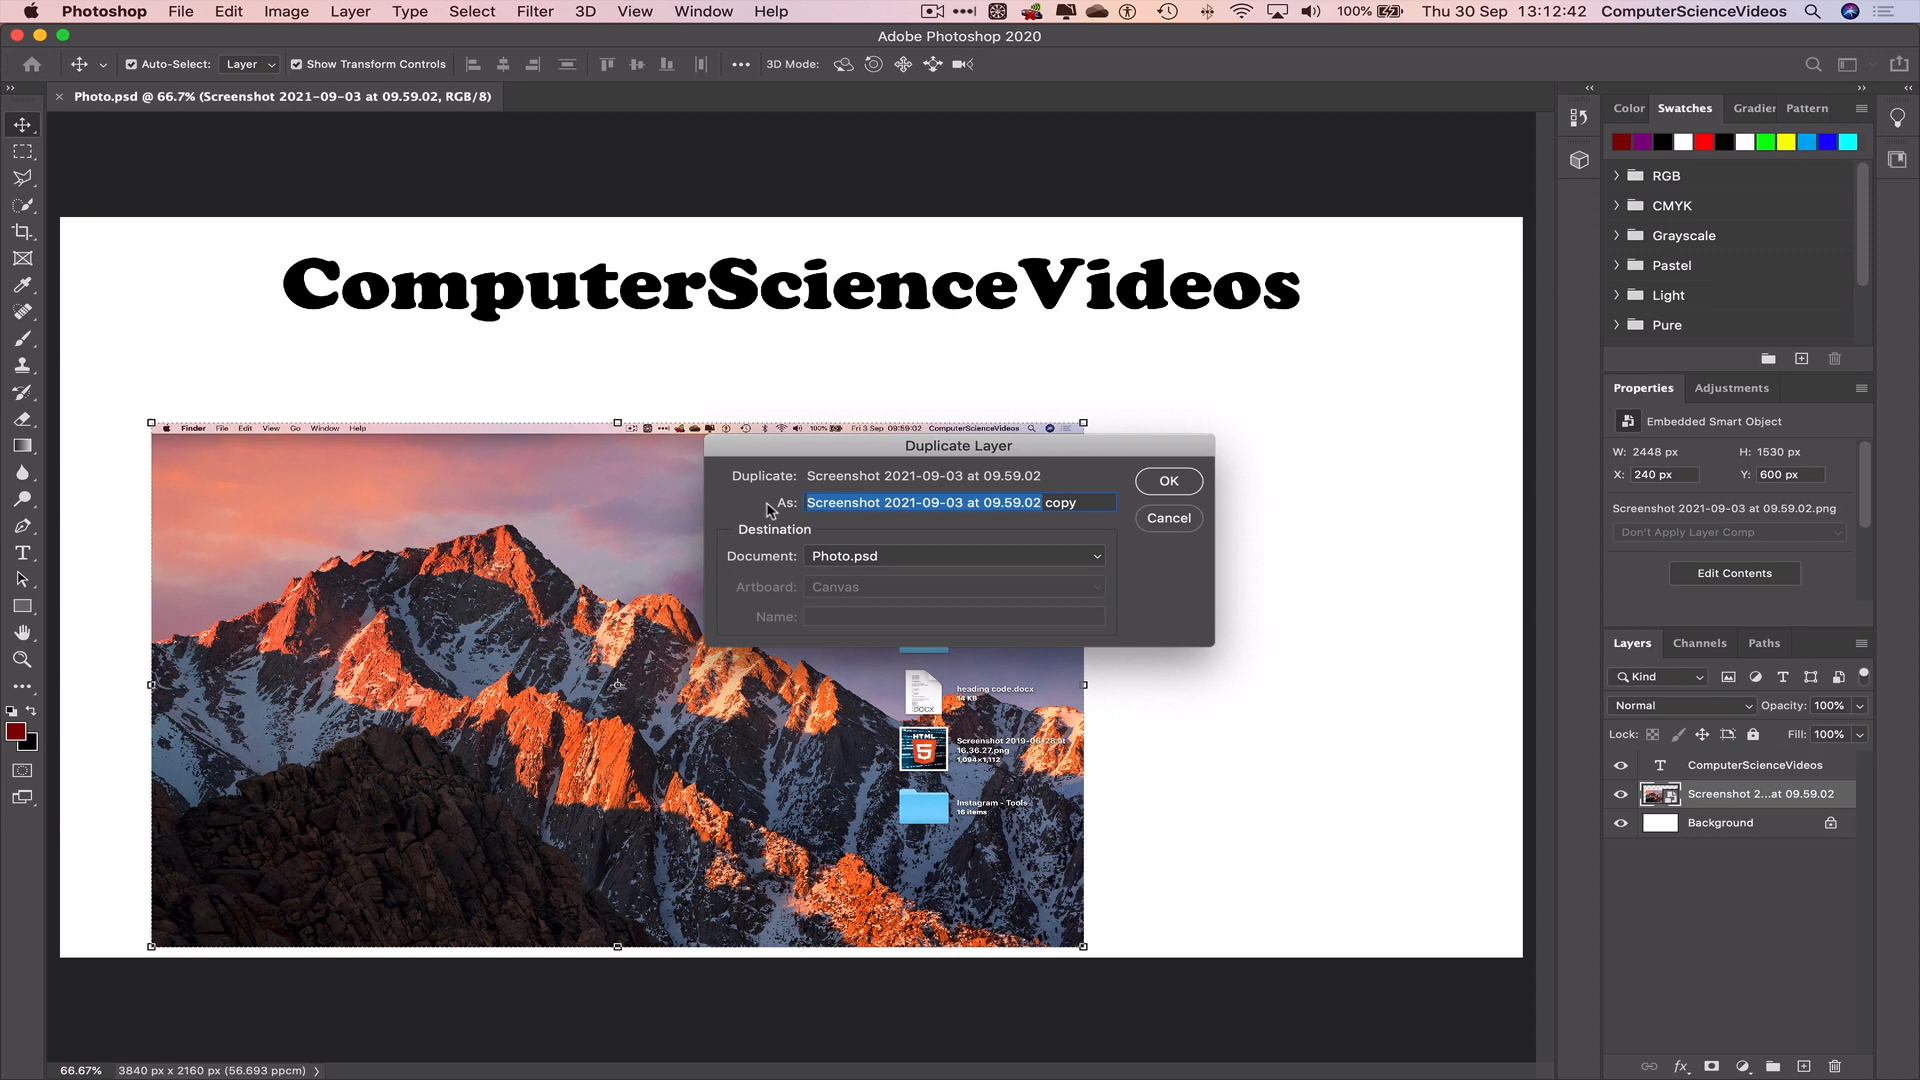 Photoshop File Edit Image Layer Type Select Filter 3D View Window Help 100% Thu 30 Sep 13:12:42 ComputerScienceVideos
Adobe Photoshop 2020
Auto-Select: Layer Show Transform Controls 3D Mode:
Photo.psd @ 66.7% (Screenshot 2021-09-03 at 09.59.02, RGB/8)
ComputerScienceVideos
Finder File Edit View Go Window Help 100% Fri 3 Sep 09:59:02 ComputerScienceVideos
Duplicate Layer
Duplicate: Screenshot 2021-09-03 at 09.59.02
As: Screenshot 2021-09-03 at 09.59.02 copy
OK
Cancel
Destination
Document: Photo.psd
Artboard: Canvas
Name:
heading code.docx
14 KB
DOCX
HTML
5
Screenshot 2019-06-28 at
16.36.27.png
1,094×1,112
Instagram - Tools
16 items
Color Swatches Gradier Pattern
RGB
CMYK
Grayscale
Pastel
Light
Pure
Properties Adjustments
Embedded Smart Object
W: 2448 px H: 1530 px
X: 240 px Y: 600 px
Screenshot 2021-09-03 at 09.59.02.png
Don't Apply Layer Comp
Edit Contents
Layers Channels Paths
Kind
Normal Opacity: 100%
Lock: Fill: 100%
T ComputerScienceVideos
Screenshot 2...at 09.59.02
Background
66.67% 3840 px x 2160 px (56.693 ppcm)